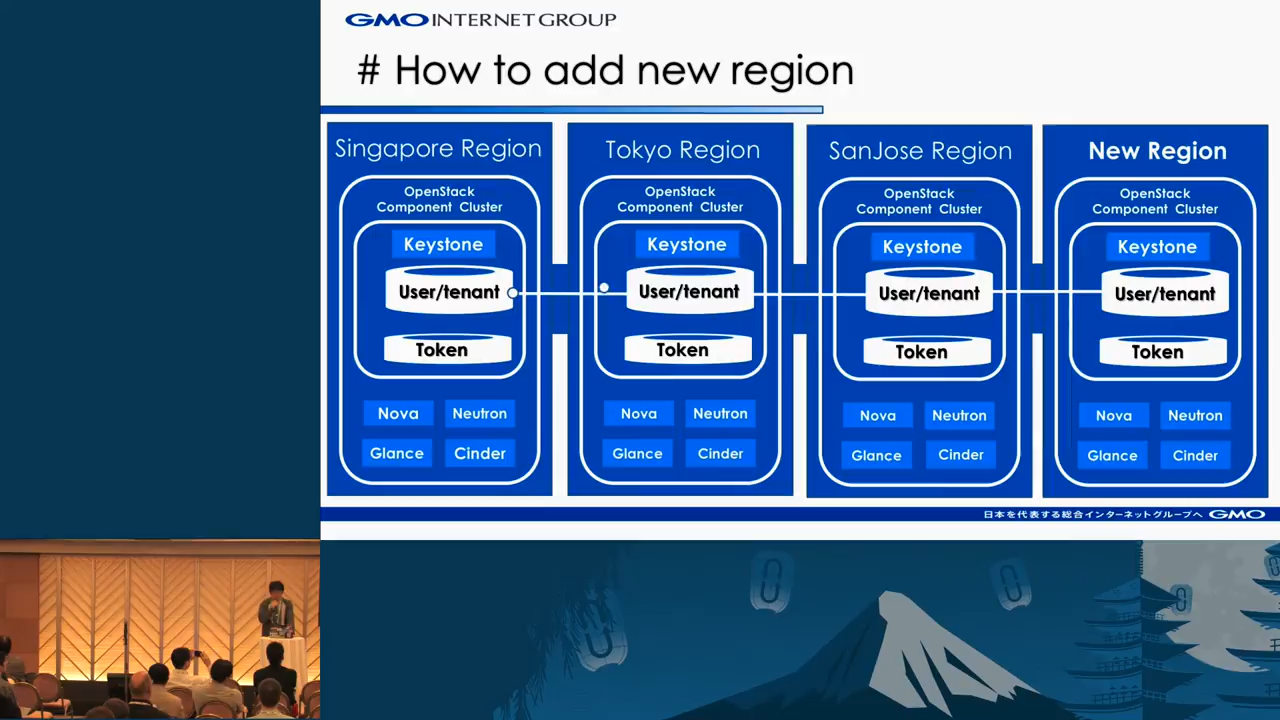 GMO INTERNET GROUP
# How to add new region
Singapore Region
OpenStack
Component Cluster
Keystone
User/tenant
Token
Nova
Neutron
Glance
Cinder
Tokyo Region
OpenStack
Component Cluster
Keystone
User/tenant
Token
Nova
Neutron
Glance
Cinder
SanJose Region
OpenStack
Component Cluster
Keystone
User/tenant
Token
Nova
Neutron
Glance
Cinder
New Region
OpenStack
Component Cluster
Keystone
User/tenant
Token
Nova
Neutron
Glance
Cinder
日本を代表する総合インターネットグループへ GMO